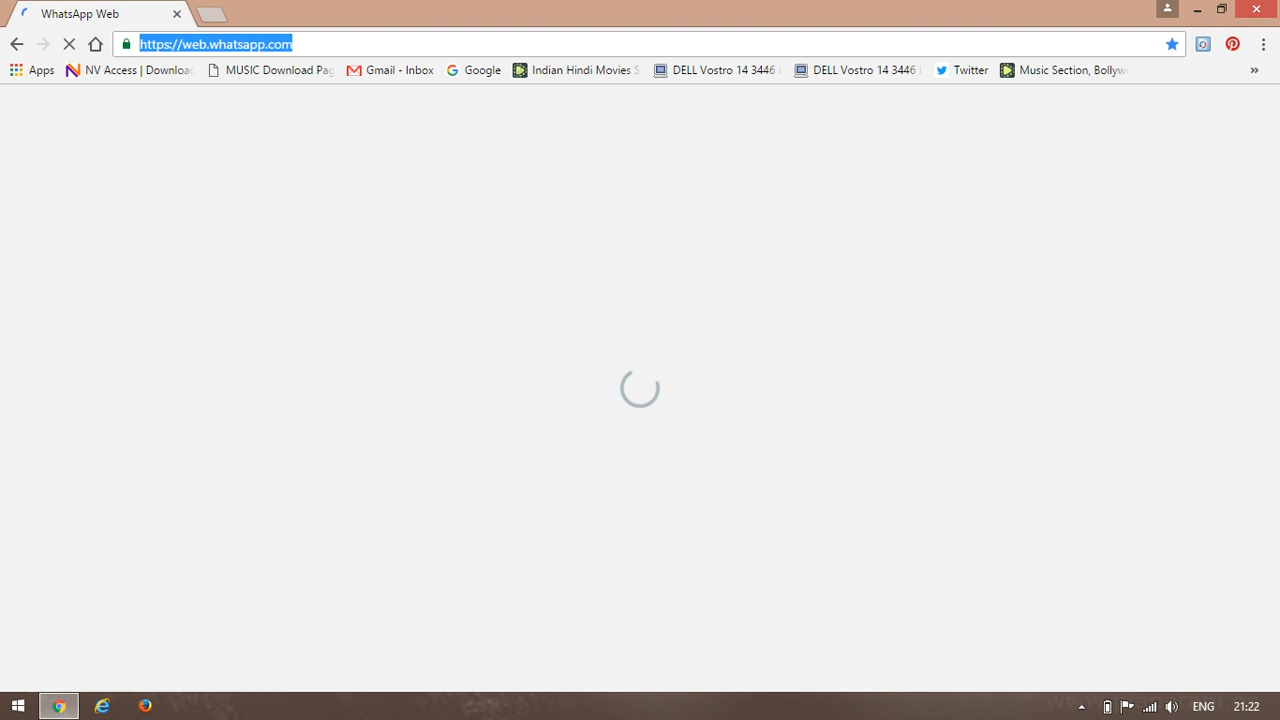 WhatsApp Web
https://web.whatsapp.com
Apps NV Access | Downloa MUSIC Download Pag Gmail - Inbox Google Indian Hindi Movies S DELL Vostro 14 3446 DELL Vostro 14 3446 Twitter Music Section, Bollyw »
ENG 21:22